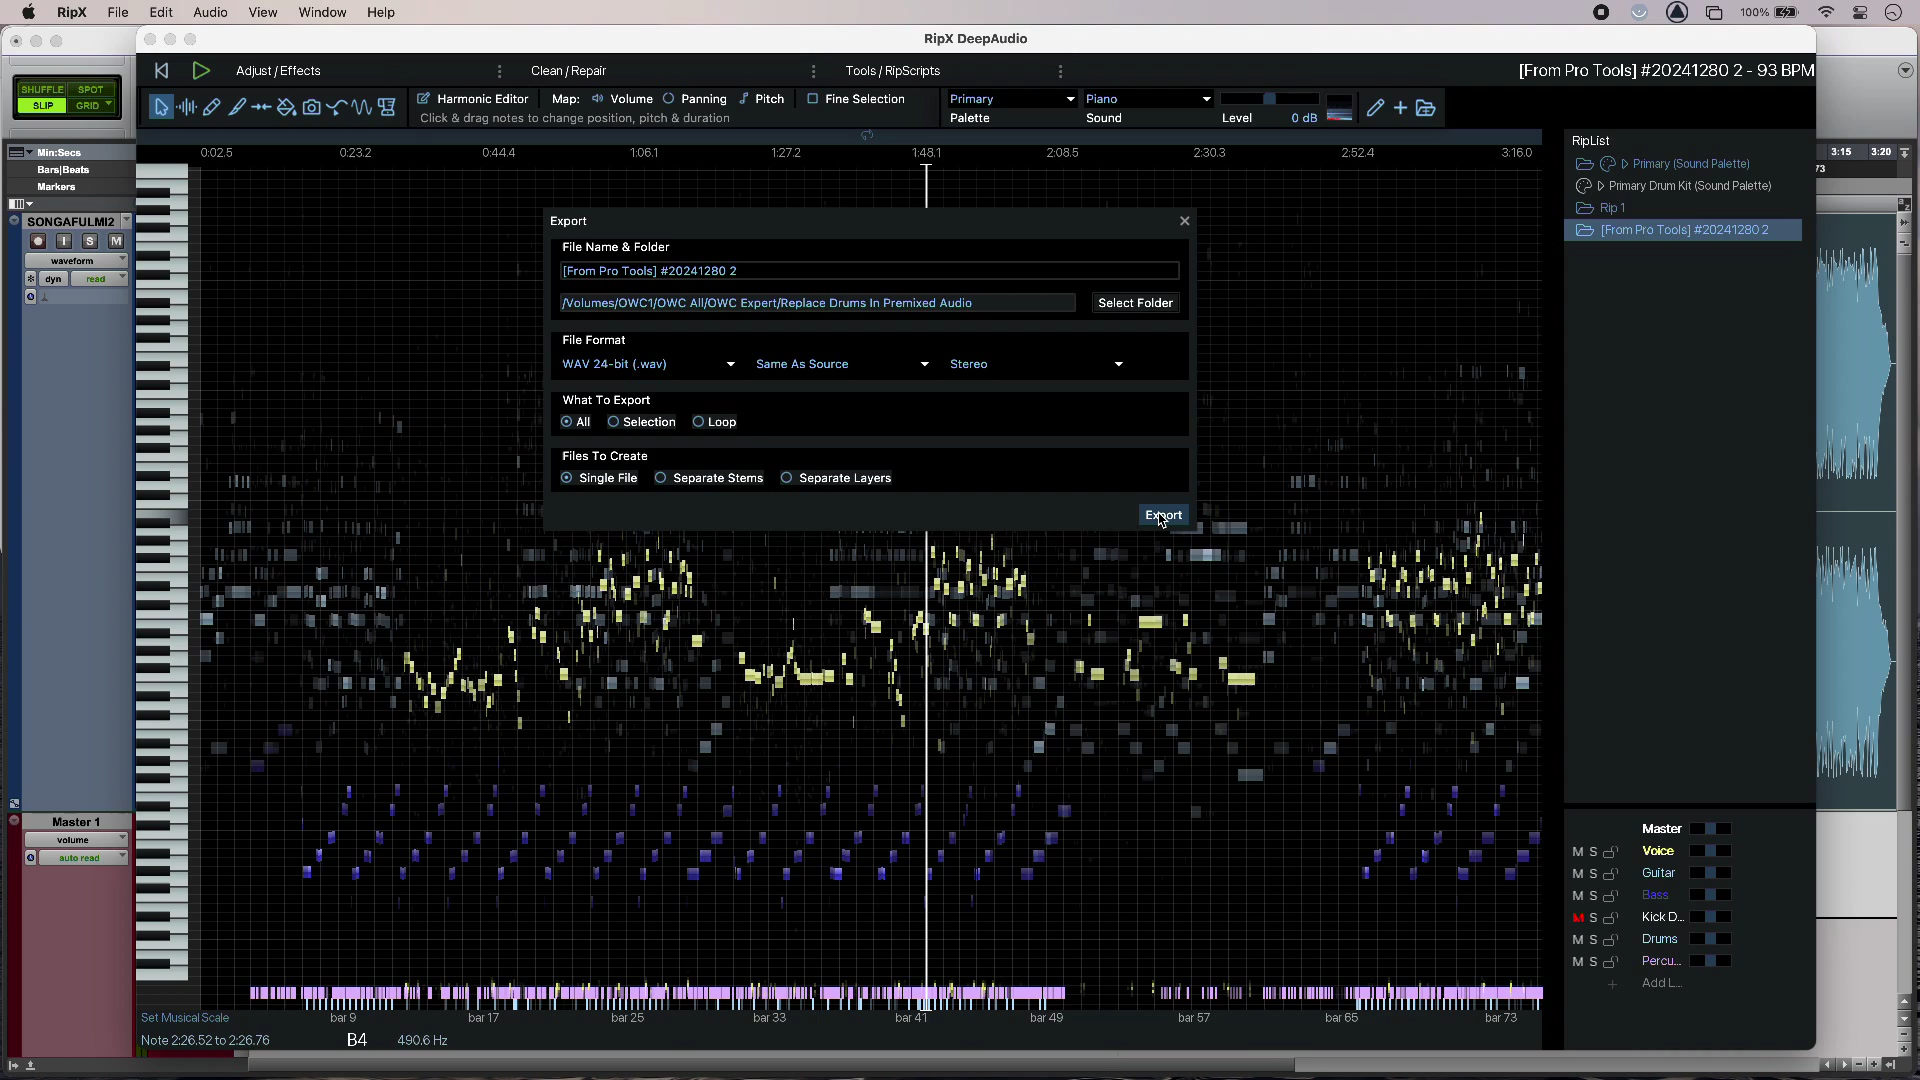 RipX File Edit Audio View Window Help
100%
RipX DeepAudio
SHUFFLE SPOT
SLIP GRID
Adjust / Effects Clean / Repair Tools / RipScripts
[From Pro Tools] #20241280 2 - 93 BPM
Harmonic Editor Map: Volume Panning Pitch Fine Selection
Click & drag notes to change position, pitch & duration
Primary Piano
Palette Sound Level 0 dB
Min:Secs
Bars|Beats
Markers
0:02.5 0:23.2 0:44.4 1:06.1 1:27.2 1:48.1 2:08.5 2:30.3 2:52.4 3:16.0
3:15 3:20
73
RipList
Primary (Sound Palette)
Primary Drum Kit (Sound Palette)
Rip 1
[From Pro Tools] #20241280 2
SONGAFULMI2
I S M
waveform
dyn read
Export
File Name & Folder
[From Pro Tools] #20241280 2
/Volumes/OWC1/OWC All/OWC Expert/Replace Drums In Premixed Audio
Select Folder
File Format
WAV 24-bit (.wav) Same As Source Stereo
What To Export
All Selection Loop
Files To Create
Single File Separate Stems Separate Layers
Export
Master 1
volume
auto read
Master
M S Voice
M S Guitar
M S Bass
M S Kick D...
M S Drums
M S Percu...
+ Add L...
Set Musical Scale
bar 9 bar 17 bar 25 bar 33 bar 41 bar 49 bar 57 bar 65 bar 73
Note 2:26.52 to 2:26.76 B4 490.6 Hz